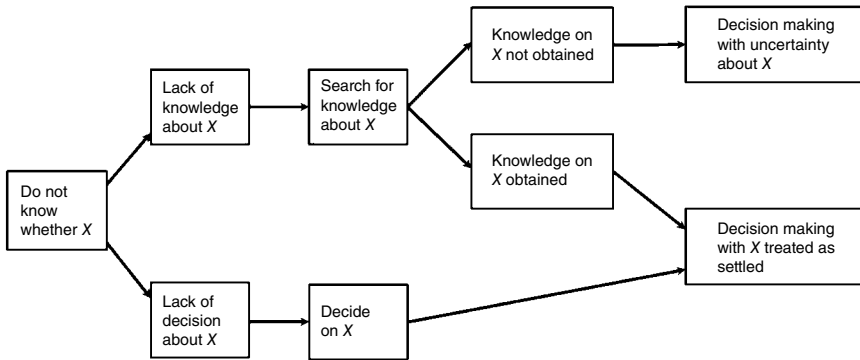 Do not
know
whether X
Lack of
knowledge
about X
Search for
knowledge
about X
Knowledge on
X not obtained
Decision making
with uncertainty
about X
Knowledge on
X obtained
Decision making
with X treated as
settled
Lack of
decision
about X
Decide
on X